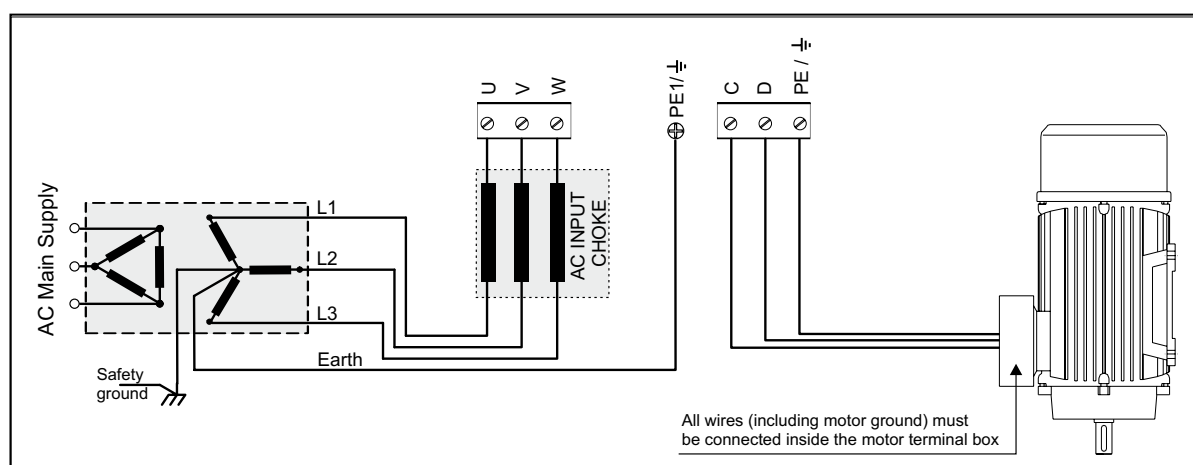 U
V
W
PE1/
C
D
PE /
AC Main Supply
L1
L2
L3
Earth
AC INPUT
CHOKE
Safety
ground
All wires (including motor ground) must
be connected inside the motor terminal box